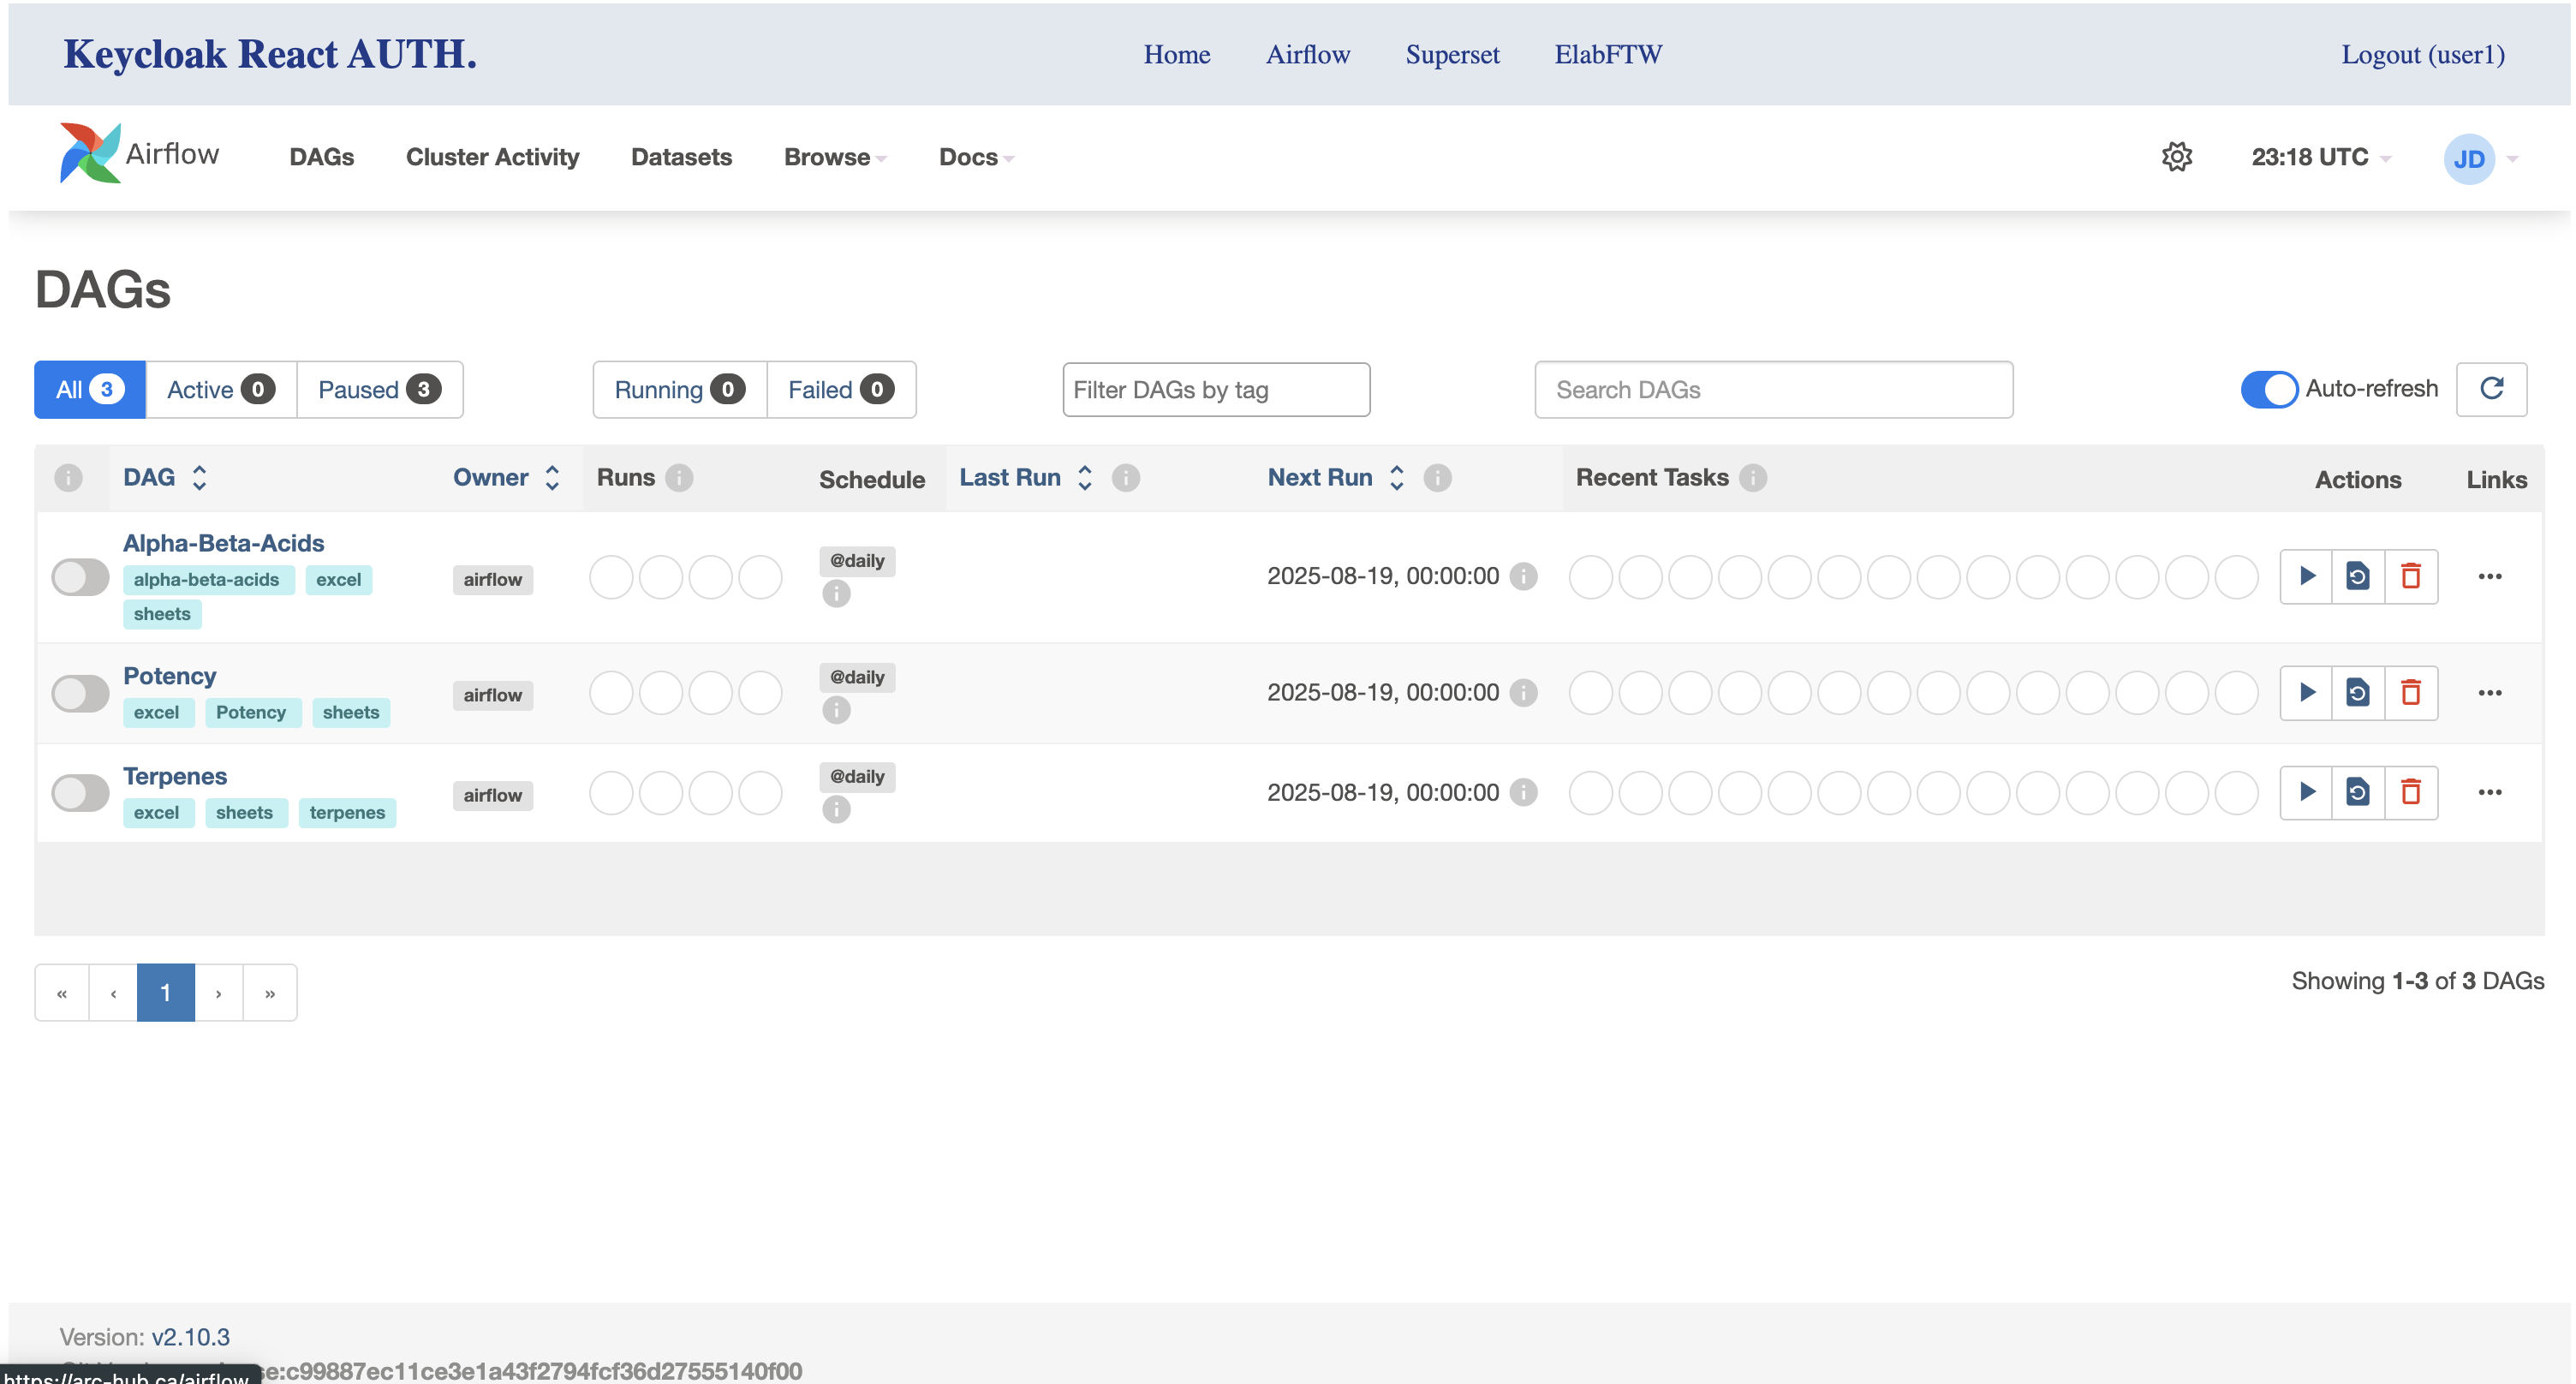 Keycloak React AUTH. Home Airflow Superset ElabFTW Logout (user1)
Airflow DAGs Cluster Activity Datasets Browse Docs 23:18 UTC JD
DAGs
All 3 Active 0 Paused 3 Running 0 Failed 0 Filter DAGs by tag Search DAGs Auto-refresh
DAG Owner Runs Schedule Last Run Next Run Recent Tasks Actions Links
Alpha-Beta-Acids
alpha-beta-acids excel
sheets
airflow @daily 2025-08-19, 00:00:00
Potency
excel Potency sheets
airflow @daily 2025-08-19, 00:00:00
Terpenes
excel sheets terpenes
airflow @daily 2025-08-19, 00:00:00
« ‹ 1 › »
Showing 1-3 of 3 DAGs
Version: v2.10.3
se:c99887ec11ce3e1a43f2794fcf36d27555140f00
https://arc-hub.ca/airflow